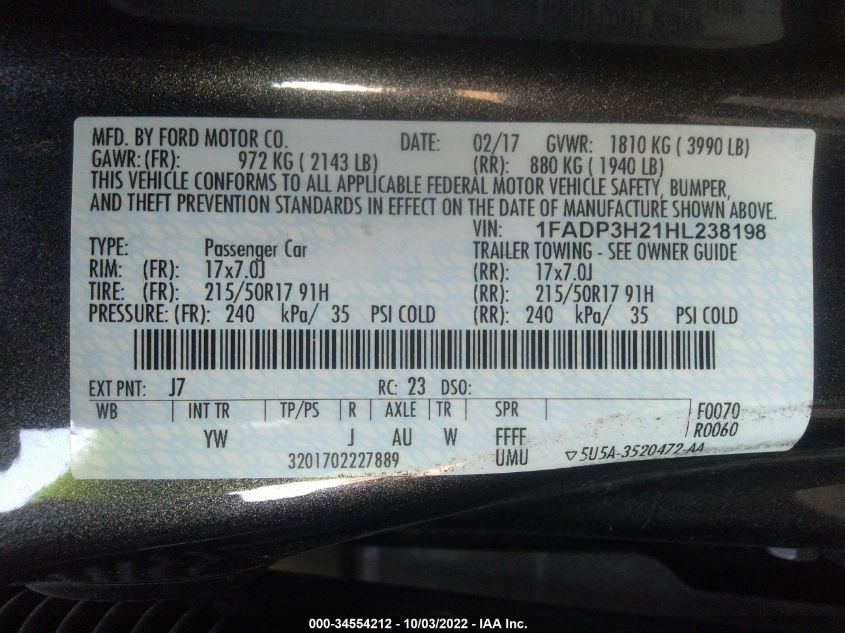 MFD. BY FORD MOTOR CO. DATE: 02/17 GVWR: 1810 KG ( 3990 LB)
GAWR: (FR): 972 KG ( 2143 LB) (RR): 880 KG ( 1940 LB)
THIS VEHICLE CONFORMS TO ALL APPLICABLE FEDERAL MOTOR VEHICLE SAFETY, BUMPER,
AND THEFT PREVENTION STANDARDS IN EFFECT ON THE DATE OF MANUFACTURE SHOWN ABOVE.
VIN: 1FADP3H21HL238198
TYPE: Passenger Car TRAILER TOWING - SEE OWNER GUIDE
RIM: (FR): 17x7.0J (RR): 17x7.0J
TIRE: (FR): 215/50R17 91H (RR): 215/50R17 91H
PRESSURE: (FR): 240 kPa/ 35 PSI COLD (RR): 240 kPa/ 35 PSI COLD
EXT PNT: J7 RC: 23 DSO:
WB INT TR TP/PS R AXLE TR SPR F0070
YW J AU W FFFF R0060
3201702227889 UMU ▽5U5A-3520472-AA
000-34554212 - 10/03/2022 - IAA Inc.